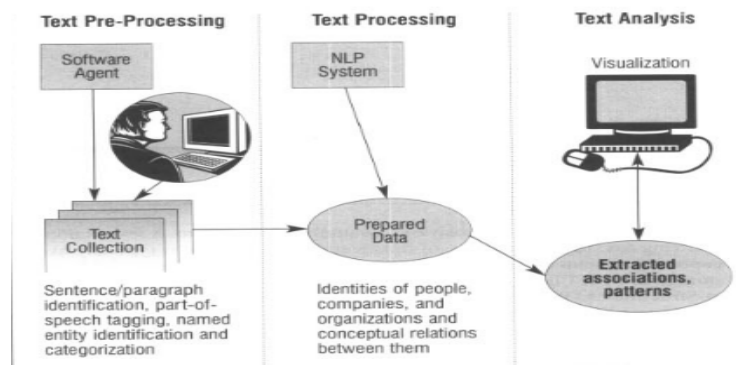 Text Pre-Processing
Text Processing
Text Analysis
Software
Agent
NLP
System
Visualization
Text
Collection
Prepared
Data
Extracted
associations,
patterns
Sentence/paragraph
identification, part-of-
speech tagging, named
entity identification and
categorization
Identities of people,
companies, and
organizations and
conceptual relations
between them